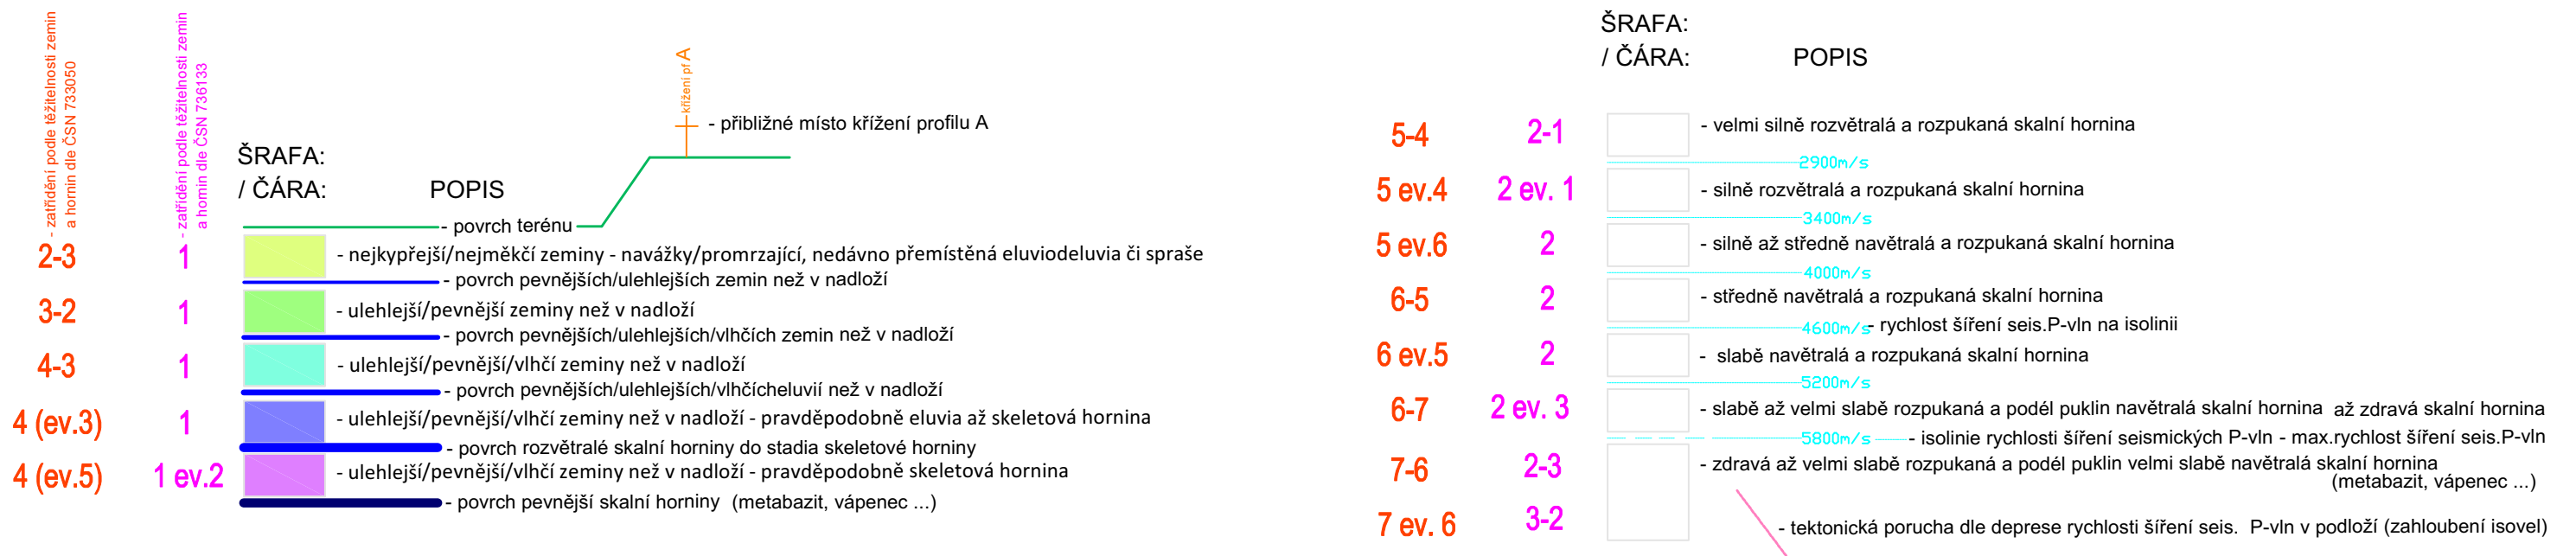 - zatřídění podle těžitelnosti zemin
a hornin dle ČSN 733050
- zatřídění podle těžitelnosti zemin
a hornin dle ČSN 736133
křížení pf A
- přibližné místo křížení profilu A
ŠRAFA:
/ ČÁRA: POPIS
- povrch terénu
2-3 1 - nejkypřejší/nejměkčí zeminy - navážky/promrzající, nedávno přemístěná eluviodeluvia či spraše
- povrch pevnějších/ulehlejších zemin než v nadloží
3-2 1 - ulehlejší/pevnější zeminy než v nadloží
- povrch pevnějších/ulehlejších/vlhčích zemin než v nadloží
4-3 1 - ulehlejší/pevnější/vlhčí zeminy než v nadloží
- povrch pevnějších/ulehlejších/vlhčícheluvií než v nadloží
4 (ev.3) 1 - ulehlejší/pevnější/vlhčí zeminy než v nadloží - pravděpodobně eluvia až skeletová hornina
- povrch rozvětralé skalní horniny do stadia skeletové horniny
4 (ev.5) 1 ev.2 - ulehlejší/pevnější/vlhčí zeminy než v nadloží - pravděpodobně skeletová hornina
- povrch pevnější skalní horniny (metabazit, vápenec ...)
ŠRAFA:
/ ČÁRA: POPIS
5-4 2-1 - velmi silně rozvětralá a rozpukaná skalní hornina
2900m/s
5 ev.4 2 ev. 1 - silně rozvětralá a rozpukaná skalní hornina
3400m/s
5 ev.6 2 - silně až středně navětralá a rozpukaná skalní hornina
4000m/s
6-5 2 - středně navětralá a rozpukaná skalní hornina
4600m/s - rychlost šíření seis.P-vln na isolinii
6 ev.5 2 - slabě navětralá a rozpukaná skalní hornina
5200m/s
6-7 2 ev. 3 - slabě až velmi slabě rozpukaná a podél puklin navětralá skalní hornina až zdravá skalní hornina
5800m/s - isolinie rychlosti šíření seismických P-vln - max.rychlost šíření seis.P-vln
7-6 2-3 - zdravá až velmi slabě rozpukaná a podél puklin velmi slabě navětralá skalní hornina
(metabazit, vápenec ...)
7 ev. 6 3-2
- tektonická porucha dle deprese rychlosti šíření seis. P-vln v podloží (zahloubení isovel)